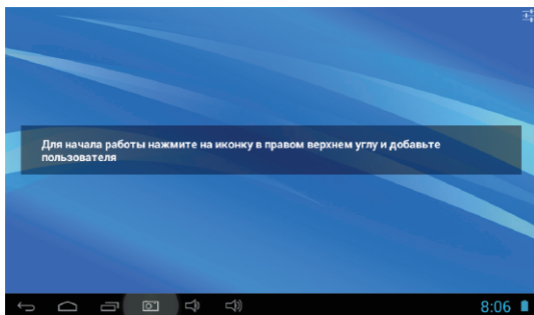 Для начала работы нажмите на иконку в правом верхнем углу и добавьте
пользователя
8:06